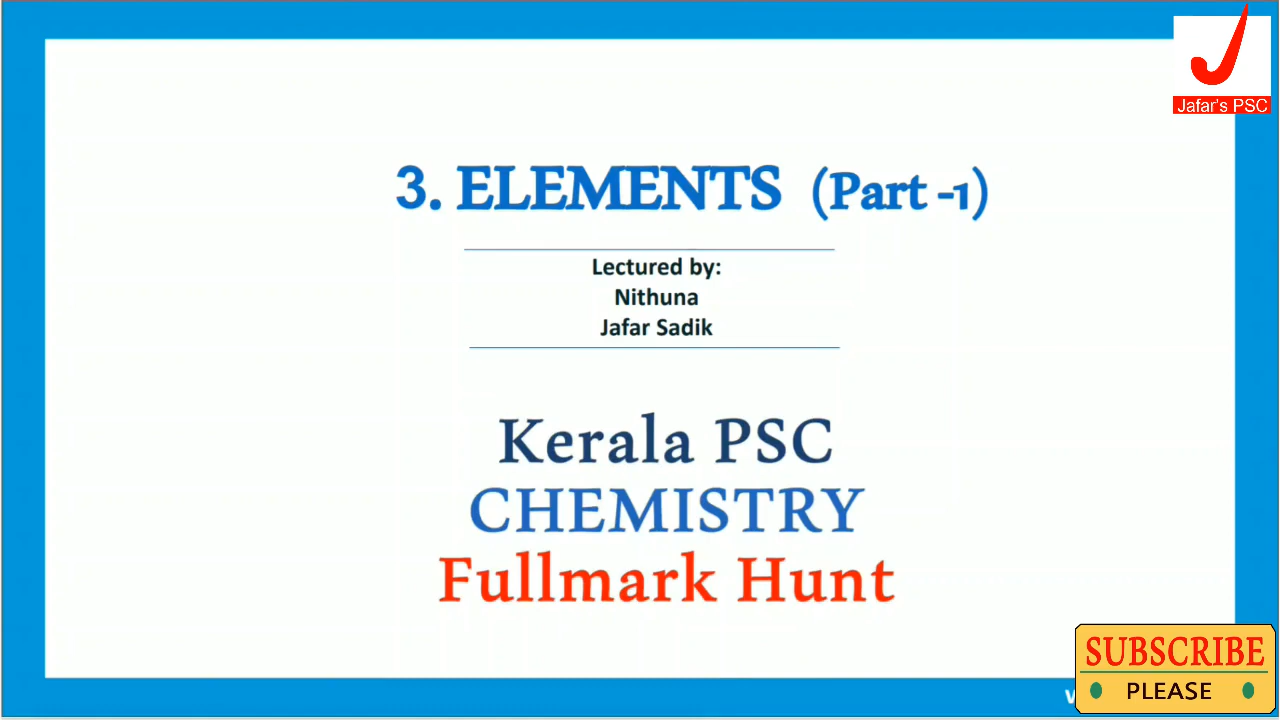 Jafar's PSC
3. ELEMENTS (Part -1)
Lectured by:
Nithuna
Jafar Sadik
Kerala PSC
CHEMISTRY
Fullmark Hunt
SUBSCRIBE
PLEASE